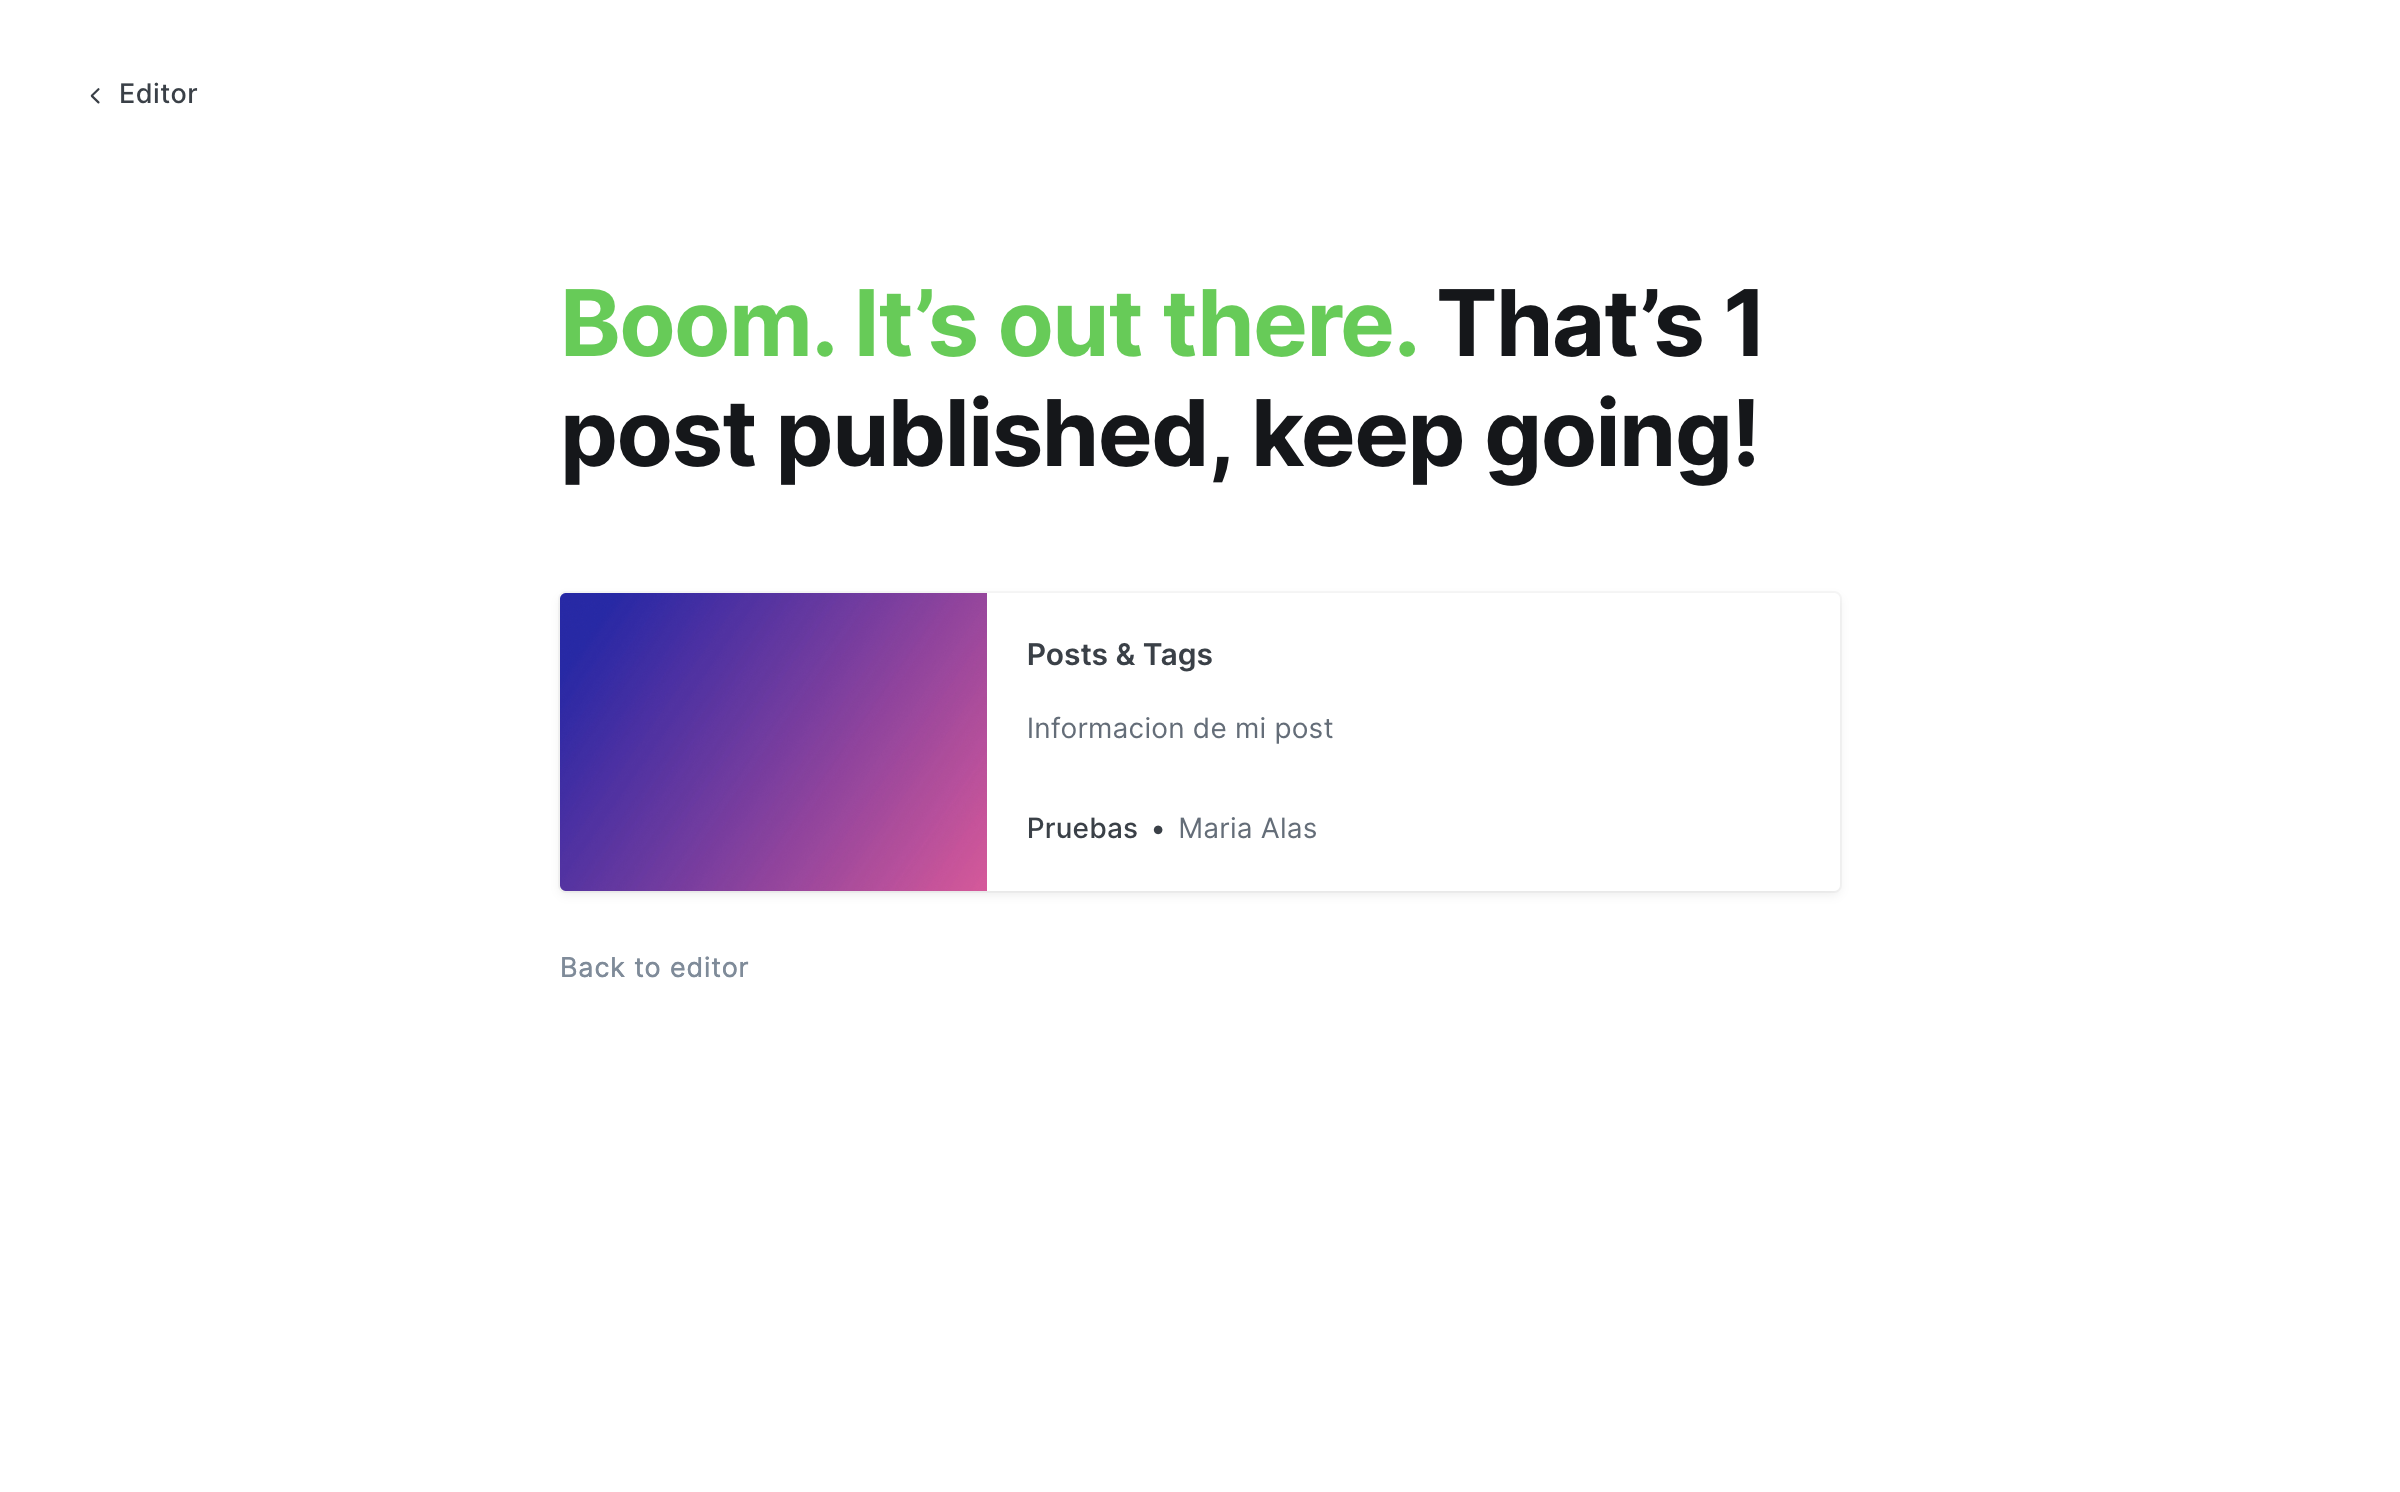 Editor
Boom. It’s out there. That’s 1
post published, keep going!
Posts & Tags
Informacion de mi post
Pruebas • Maria Alas
Back to editor